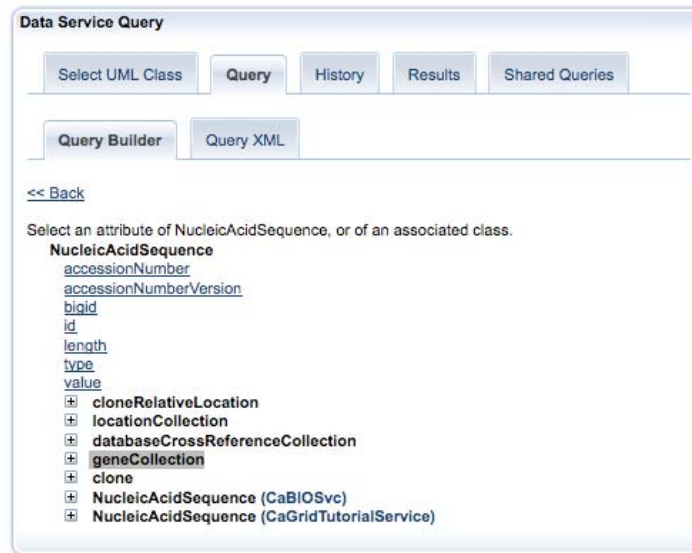 Data Service Query
Select UML Class Query History Results Shared Queries
Query Builder Query XML
<< Back
Select an attribute of NucleicAcidSequence, or of an associated class.
NucleicAcidSequence
accessionNumber
accessionNumberVersion
bigid
id
length
type
value
cloneRelativeLocation
locationCollection
databaseCrossReferenceCollection
geneCollection
clone
NucleicAcidSequence (CaBIOSvc)
NucleicAcidSequence (CaGridTutorialService)